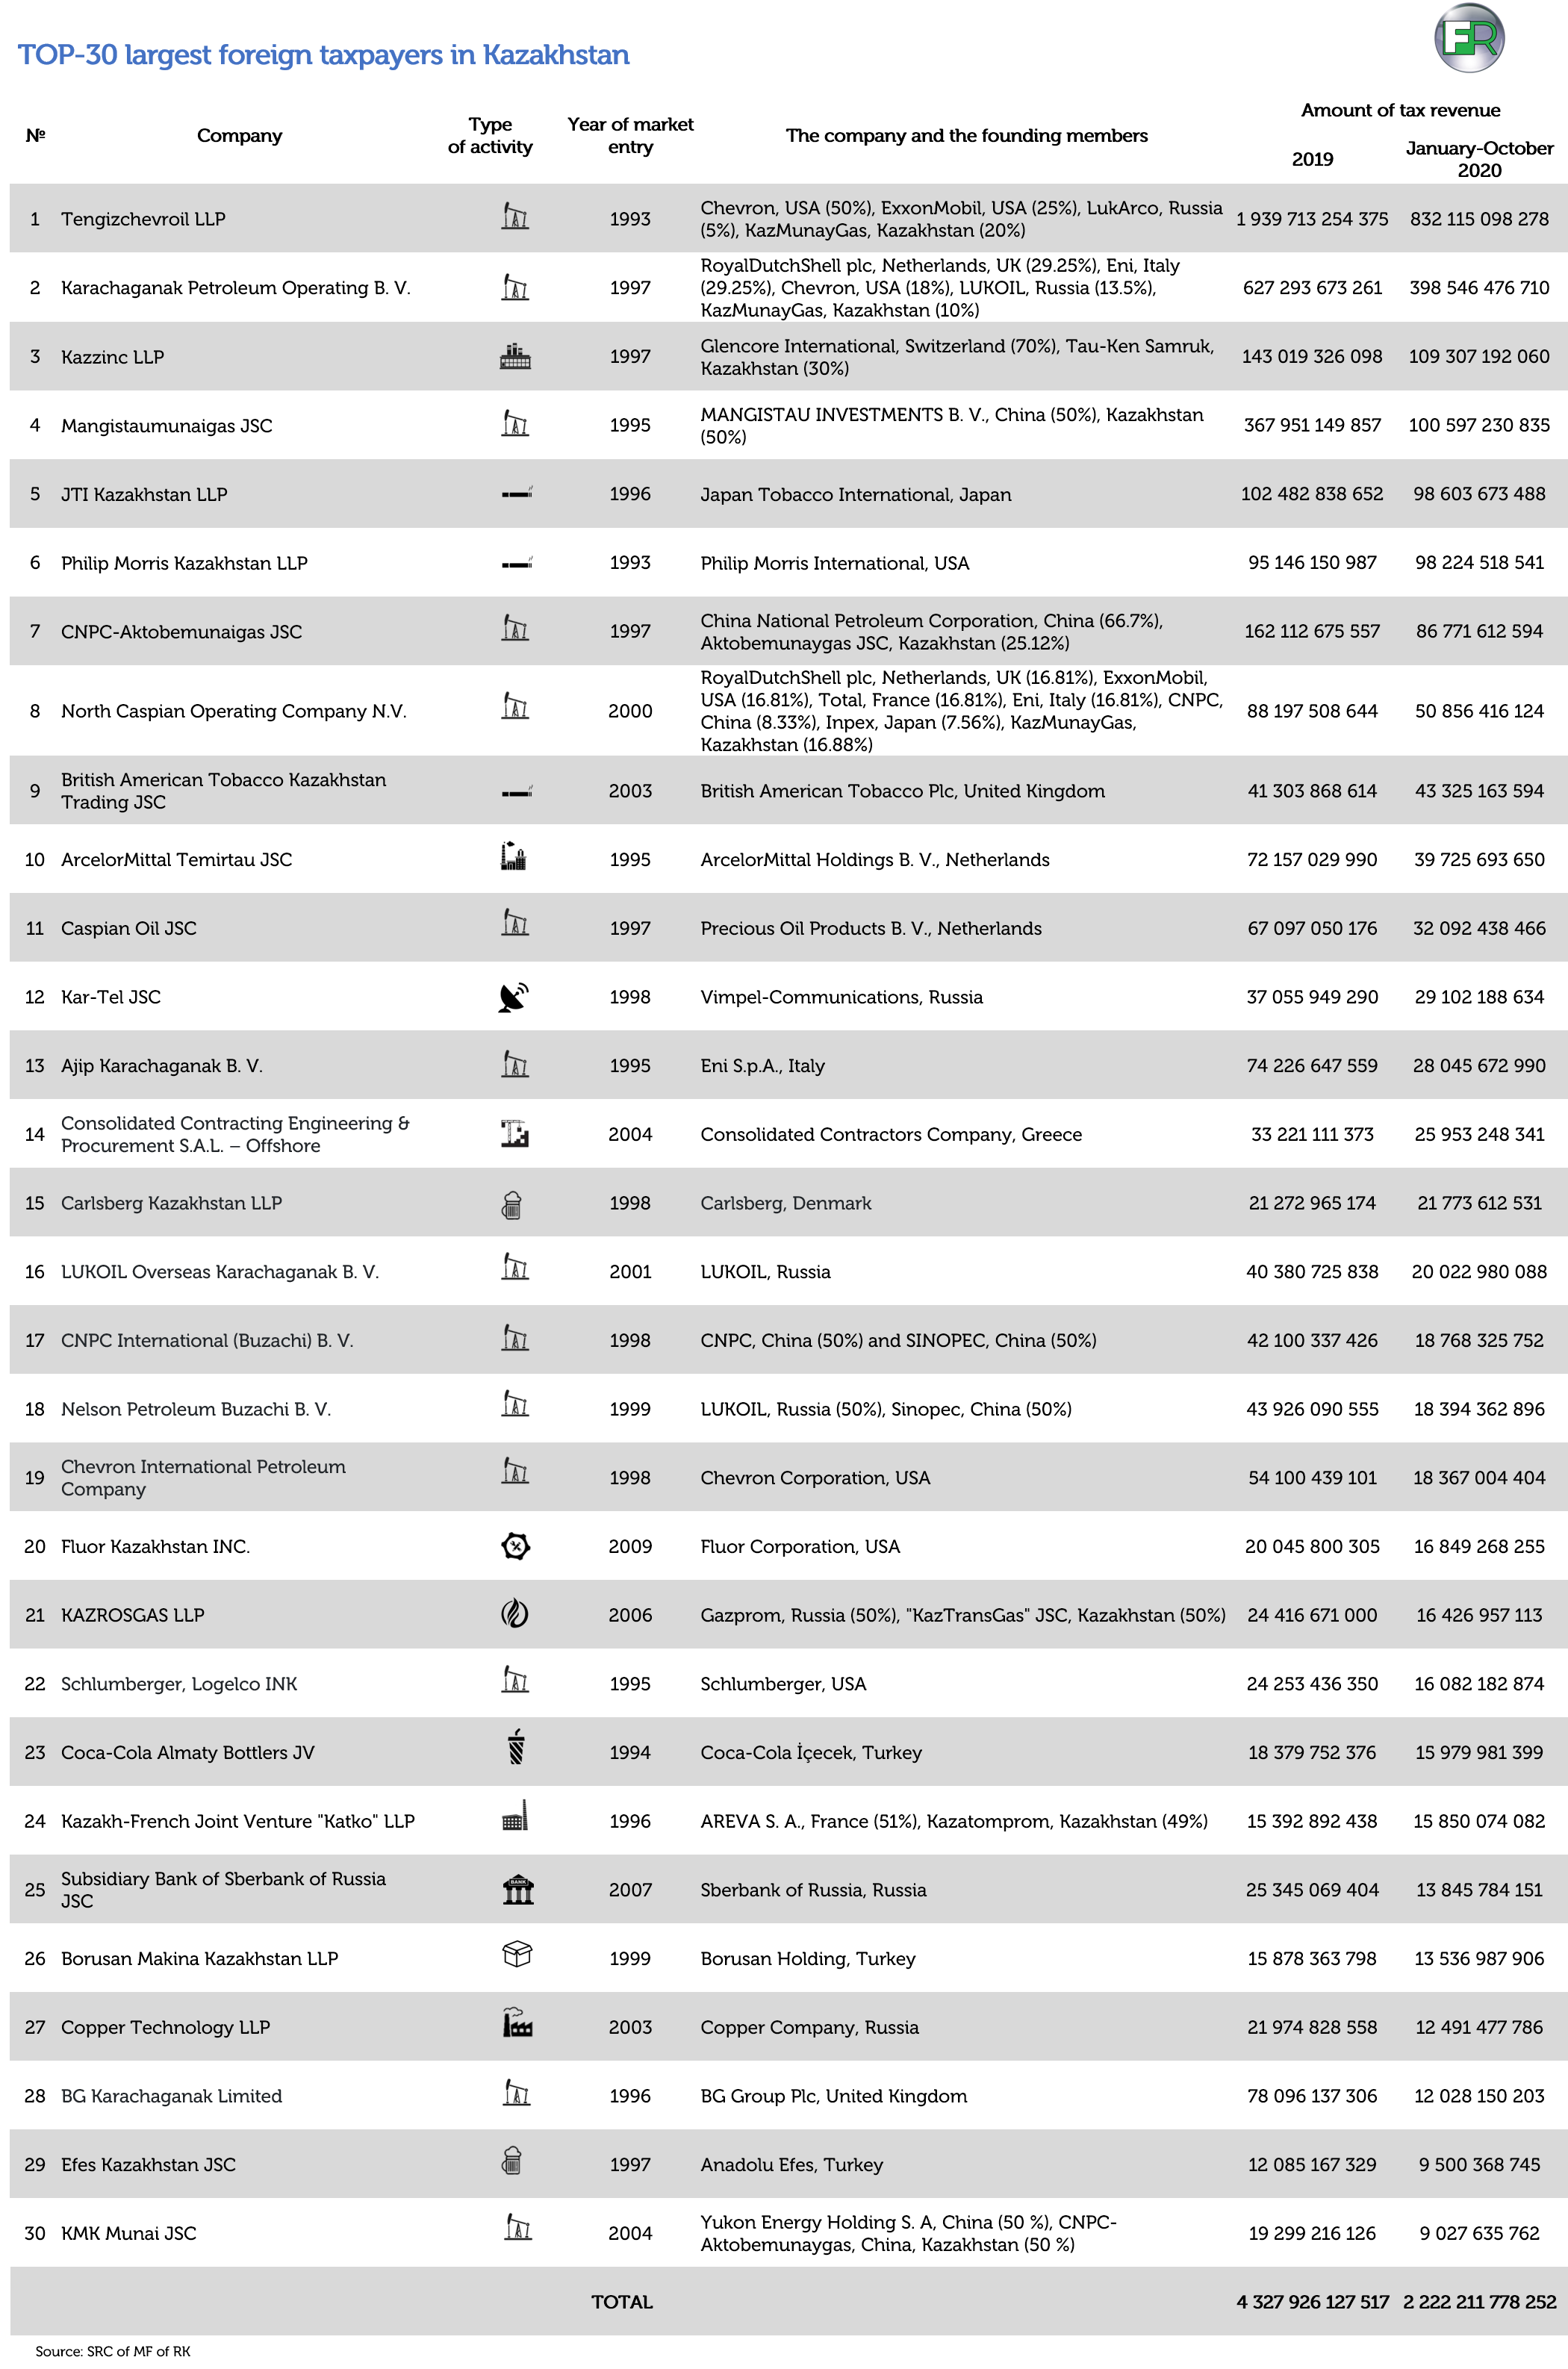 FR
TOP-30 largest foreign taxpayers in Kazakhstan
№ Company Type of activity Year of market entry The company and the founding members Amount of tax revenue
2019 January-October 2020
1 Tengizchevroil LLP 1993 Chevron, USA (50%), ExxonMobil, USA (25%), LukArco, Russia 1 939 713 254 375 832 115 098 278
(5%), KazMunayGas, Kazakhstan (20%)
2 Karachaganak Petroleum Operating B. V. 1997 RoyalDutchShell plc, Netherlands, UK (29.25%), Eni, Italy 627 293 673 261 398 546 476 710
(29.25%), Chevron, USA (18%), LUKOIL, Russia (13.5%),
KazMunayGas, Kazakhstan (10%)
3 Kazzinc LLP 1997 Glencore International, Switzerland (70%), Tau-Ken Samruk, 143 019 326 098 109 307 192 060
Kazakhstan (30%)
4 Mangistaumunaigas JSC 1995 MANGISTAU INVESTMENTS B. V., China (50%), Kazakhstan 367 951 149 857 100 597 230 835
(50%)
5 JTI Kazakhstan LLP 1996 Japan Tobacco International, Japan 102 482 838 652 98 603 673 488
6 Philip Morris Kazakhstan LLP 1993 Philip Morris International, USA 95 146 150 987 98 224 518 541
7 CNPC-Aktobemunaigas JSC 1997 China National Petroleum Corporation, China (66.7%), 162 112 675 557 86 771 612 594
Aktobemunaygas JSC, Kazakhstan (25.12%)
8 North Caspian Operating Company N.V. 2000 RoyalDutchShell plc, Netherlands, UK (16.81%), ExxonMobil, 88 197 508 644 50 856 416 124
USA (16.81%), Total, France (16.81%), Eni, Italy (16.81%), CNPC,
China (8.33%), Inpex, Japan (7.56%), KazMunayGas,
Kazakhstan (16.88%)
9 British American Tobacco Kazakhstan 2003 British American Tobacco Plc, United Kingdom 41 303 868 614 43 325 163 594
Trading JSC
10 ArcelorMittal Temirtau JSC 1995 ArcelorMittal Holdings B. V., Netherlands 72 157 029 990 39 725 693 650
11 Caspian Oil JSC 1997 Precious Oil Products B. V., Netherlands 67 097 050 176 32 092 438 466
12 Kar-Tel JSC 1998 Vimpel-Communications, Russia 37 055 949 290 29 102 188 634
13 Ajip Karachaganak B. V. 1995 Eni S.p.A., Italy 74 226 647 559 28 045 672 990
14 Consolidated Contracting Engineering & 2004 Consolidated Contractors Company, Greece 33 221 111 373 25 953 248 341
Procurement S.A.L. – Offshore
15 Carlsberg Kazakhstan LLP 1998 Carlsberg, Denmark 21 272 965 174 21 773 612 531
16 LUKOIL Overseas Karachaganak B. V. 2001 LUKOIL, Russia 40 380 725 838 20 022 980 088
17 CNPC International (Buzachi) B. V. 1998 CNPC, China (50%) and SINOPEC, China (50%) 42 100 337 426 18 768 325 752
18 Nelson Petroleum Buzachi B. V. 1999 LUKOIL, Russia (50%), Sinopec, China (50%) 43 926 090 555 18 394 362 896
19 Chevron International Petroleum 1998 Chevron Corporation, USA 54 100 439 101 18 367 004 404
Company
20 Fluor Kazakhstan INC. 2009 Fluor Corporation, USA 20 045 800 305 16 849 268 255
21 KAZROSGAS LLP 2006 Gazprom, Russia (50%), "KazTransGas" JSC, Kazakhstan (50%) 24 416 671 000 16 426 957 113
22 Schlumberger, Logelco INK 1995 Schlumberger, USA 24 253 436 350 16 082 182 874
23 Coca-Cola Almaty Bottlers JV 1994 Coca-Cola İçecek, Turkey 18 379 752 376 15 979 981 399
24 Kazakh-French Joint Venture "Katko" LLP 1996 AREVA S. A., France (51%), Kazatomprom, Kazakhstan (49%) 15 392 892 438 15 850 074 082
25 Subsidiary Bank of Sberbank of Russia BANK 2007 Sberbank of Russia, Russia 25 345 069 404 13 845 784 151
JSC
26 Borusan Makina Kazakhstan LLP 1999 Borusan Holding, Turkey 15 878 363 798 13 536 987 906
27 Copper Technology LLP 2003 Copper Company, Russia 21 974 828 558 12 491 477 786
28 BG Karachaganak Limited 1996 BG Group Plc, United Kingdom 78 096 137 306 12 028 150 203
29 Efes Kazakhstan JSC 1997 Anadolu Efes, Turkey 12 085 167 329 9 500 368 745
30 KMK Munai JSC 2004 Yukon Energy Holding S. A, China (50 %), CNPC- 19 299 216 126 9 027 635 762
Aktobemunaygas, China, Kazakhstan (50 %)
TOTAL 4 327 926 127 517 2 222 211 778 252
Source: SRC of MF of RK